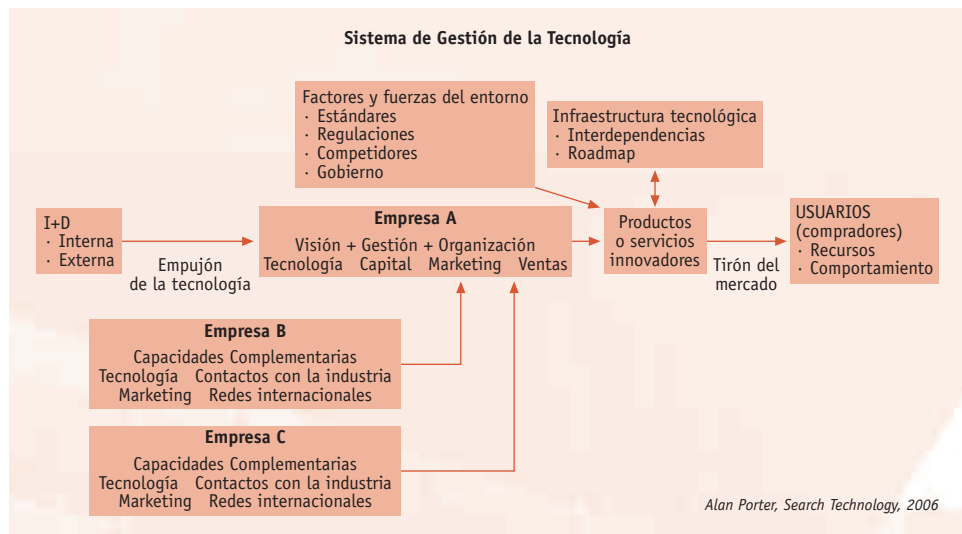 Sistema de Gestión de la Tecnología
Factores y fuerzas del entorno
· Estándares
· Regulaciones
· Competidores
· Gobierno
Infraestructura tecnológica
· Interdependencias
· Roadmap
I+D
· Interna
· Externa
Empujón
de la tecnología
Empresa A
Visión + Gestión + Organización
Tecnología Capital Marketing Ventas
Productos
o servicios
innovadores
Tirón del
mercado
USUARIOS
(compradores)
· Recursos
· Comportamiento
Empresa B
Capacidades Complementarias
Tecnología Contactos con la industria
Marketing Redes internacionales
Empresa C
Capacidades Complementarias
Tecnología Contactos con la industria
Marketing Redes internacionales
Alan Porter, Search Technology, 2006